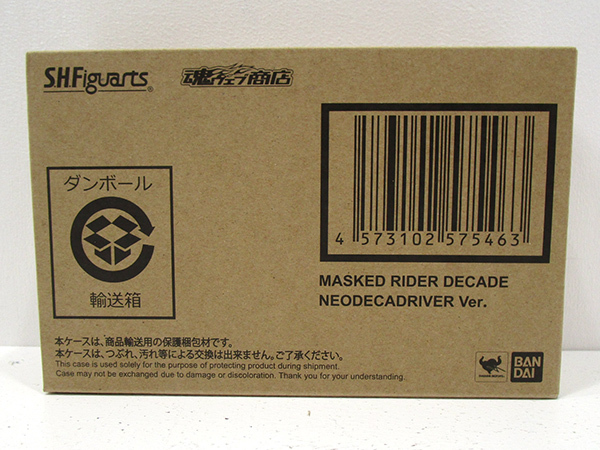 S.H.Figuarts®
魂ウェブ商店
ダンボール
輸送箱
4 573102 575463
MASKED RIDER DECADE
NEODECADRIVER Ver.
本ケースは、商品輸送用の保護梱包材です。
本ケースは、つぶれ、汚れ等による交換は出来ません。ご了承ください。
This case is used solely for the purpose of protecting product during shipment.
Case may not be exchanged due to damage or discoloration. Thank you for your understanding.
BAN
DAI